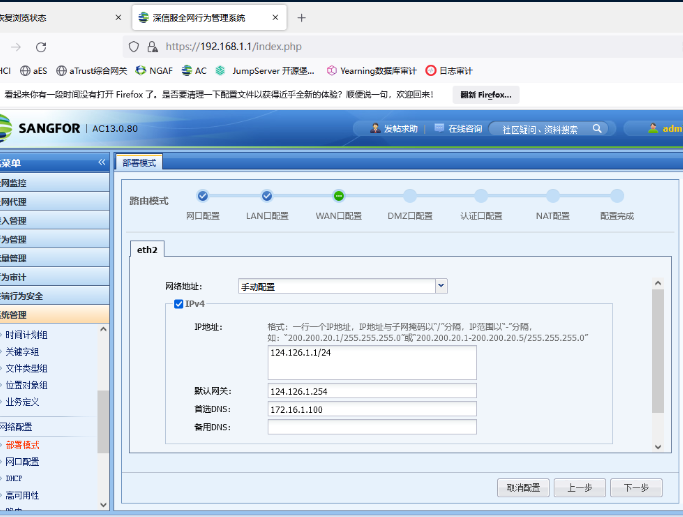 恢复浏览状态
深信服全网行为管理系统
https://192.168.1.1/index.php
HCI aES aTrust综合网关 NGAF AC JumpServer 开源堡... Yearning数据库审计 日志审计
看起来你有一段时间没有打开 Firefox 了。是否要清理一下配置文件以获得近乎全新的体验？顺便说一句，欢迎回来！ 翻新 Firefox...
SANGFOR AC13.0.80 发帖求助 在线咨询 社区疑问、资料搜索 adm
菜单 部署模式
网监控
网代理
入管理
为管理
量管理
为审计
端行为安全
统管理
时间计划组
关键字组
文件类型组
位置对象组
业务定义
网络配置
部署模式
网口配置
DHCP
高可用性
路由模式
网口配置 LAN口配置 WAN口配置 DMZ口配置 认证口配置 NAT配置 配置完成
eth2
网络地址: 手动配置
IPv4
IP地址: 格式: 一行一个IP地址, IP地址与子网掩码以"/"分隔, IP范围以"-"分隔,
如: "200.200.20.1/255.255.255.0"或"200.200.20.1-200.200.20.5/255.255.255.0"
124.126.1.1/24
默认网关: 124.126.1.254
首选DNS: 172.16.1.100
备用DNS:
取消配置 上一步 下一步